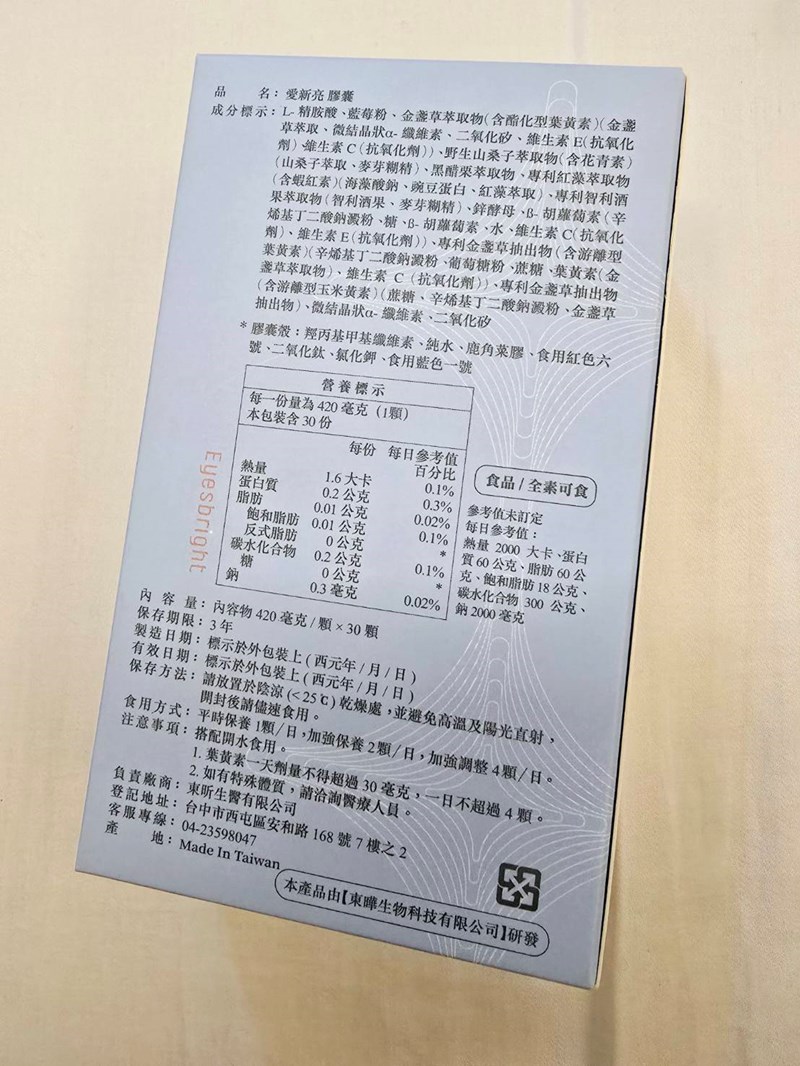 品 名：愛新亮 膠囊
成分標示：L- 精胺酸、藍莓粉、金盞草萃取物(含酯化型葉黃素)(金盞
草萃取、微結晶狀α- 纖維素、二氧化矽、維生素 E(抗氧化
劑)、維生素 C(抗氧化劑))、野生山桑子萃取物(含花青素)
(山桑子萃取、麥芽糊精)、黑醋栗萃取物、專利紅藻萃取物
(含蝦紅素)(海藻酸鈉、豌豆蛋白、紅藻萃取)、專利智利酒
果萃取物(智利酒果、麥芽糊精)、鋅酵母、β- 胡蘿蔔素(辛
烯基丁二酸鈉澱粉、糖、β- 胡蘿蔔素、水、維生素 C(抗氧化
劑)、維生素 E(抗氧化劑))、專利金盞草抽出物(含游離型
葉黃素)(辛烯基丁二酸鈉澱粉、葡萄糖粉、蔗糖、葉黃素(金
盞草萃取物)、維生素 C (抗氧化劑))、專利金盞草抽出物
(含游離型玉米黃素)(蔗糖、辛烯基丁二酸鈉澱粉、金盞草
抽出物)、微結晶狀α- 纖維素、二氧化矽
* 膠囊殼：羥丙基甲基纖維素、純水、鹿角菜膠、食用紅色六
號、二氧化鈦、氯化鉀、食用藍色一號
營養標示
每一份量為 420 毫克（1顆）
本包裝含 30 份
每份 每日參考值
百分比
熱量 1.6 大卡 0.1%
蛋白質 0.2 公克 0.3%
脂肪 0.01 公克 0.02%
飽和脂肪 0.01 公克 0.1%
反式脂肪 0 公克 *
碳水化合物 0.2 公克 0.1%
糖 0 公克 *
鈉 0.3 毫克 0.02%
食品 / 全素可食
參考值未訂定
每日參考值：
熱量 2000 大卡、蛋白
質 60 公克、脂肪 60 公
克、飽和脂肪 18 公克、
碳水化合物 300 公克、
鈉 2000 毫克
Eyesbright
內 容 量：內容物 420 毫克 / 顆 × 30 顆
保存期限：3 年
製造日期：標示於外包裝上 ( 西元年 / 月 / 日 )
有效日期：標示於外包裝上 ( 西元年 / 月 / 日 )
保存方法：請放置於陰涼 (<25℃) 乾燥處，並避免高溫及陽光直射，
開封後請儘速食用。
食用方式：平時保養 1顆 / 日，加強保養 2顆 / 日，加強調整 4顆 / 日。
搭配開水食用。
注意事項：1. 葉黃素一天劑量不得超過 30 毫克，一日不超過 4 顆。
2. 如有特殊體質，請洽詢醫療人員。
負責廠商：東昕生醫有限公司
登記地址：台中市西屯區安和路 168 號 7 樓之 2
客服專線：04-23598047
產 地：Made In Taiwan
本產品由【東曄生物科技有限公司】研發